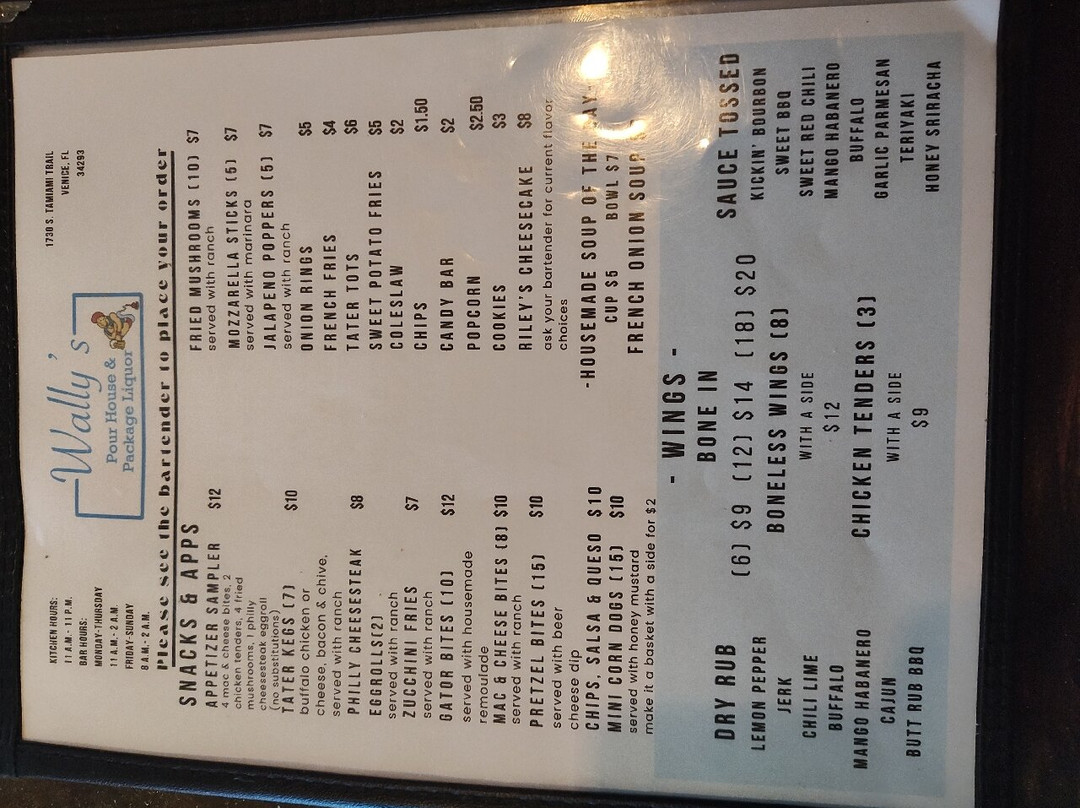 KITCHEN HOURS:
11 A.M.- 11 P.M.
BAR HOURS:
MONDAY-THURSDAY
11 A.M.- 2 A.M.
FRIDAY-SUNDAY
8 A.M.- 2 A.M.
Wally's
Pour House &
Package Liquor
1730 S. TAMIAMI TRAIL
VENICE, FL
34293
Please see the bartender to place your order
SNACKS & APPS
APPETIZER SAMPLER $12
4 mac & cheese bites, 2
chicken tenders, 4 fried
mushrooms, 1 philly
cheesesteak eggroll
(no substitutions)
TATER KEGS (7) $10
buffalo chicken or
cheese, bacon & chive,
served with ranch
PHILLY CHEESESTEAK $8
EGGROLLS(2)
served with ranch
ZUCCHINI FRIES $7
served with ranch
GATOR BITES (10) $12
served with housemade
remoulade
MAC & CHEESE BITES (8) $10
served with ranch
PRETZEL BITES (15) $10
served with beer
cheese dip
CHIPS, SALSA & QUESO $10
MINI CORN DOGS (15) $10
served with honey mustard
make it a basket with a side for $2
FRIED MUSHROOMS (10) $7
served with ranch
MOZZARELLA STICKS (5) $7
served with marinara
JALAPENO POPPERS (5) $7
served with ranch
ONION RINGS $5
FRENCH FRIES $4
TATER TOTS $6
SWEET POTATO FRIES $5
COLESLAW $2
CHIPS $1.50
CANDY BAR $2
POPCORN $2.50
COOKIES $3
RILEY'S CHEESECAKE $8
ask your bartender for current flavor
choices
-HOUSEMADE SOUP OF THE DAY-
CUP $5 BOWL $7
FRENCH ONION SOUP
- WINGS -
BONE IN
(6) $9 (12) $14 (18) $20
BONELESS WINGS (8)
WITH A SIDE
$12
CHICKEN TENDERS (3)
WITH A SIDE
$9
DRY RUB
LEMON PEPPER
JERK
CHILI LIME
BUFFALO
MANGO HABANERO
CAJUN
BUTT RUB BBQ
SAUCE TOSSED
KICKIN' BOURBON
SWEET BBQ
SWEET RED CHILI
MANGO HABANERO
BUFFALO
GARLIC PARMESAN
TERIYAKI
HONEY SRIRACHA